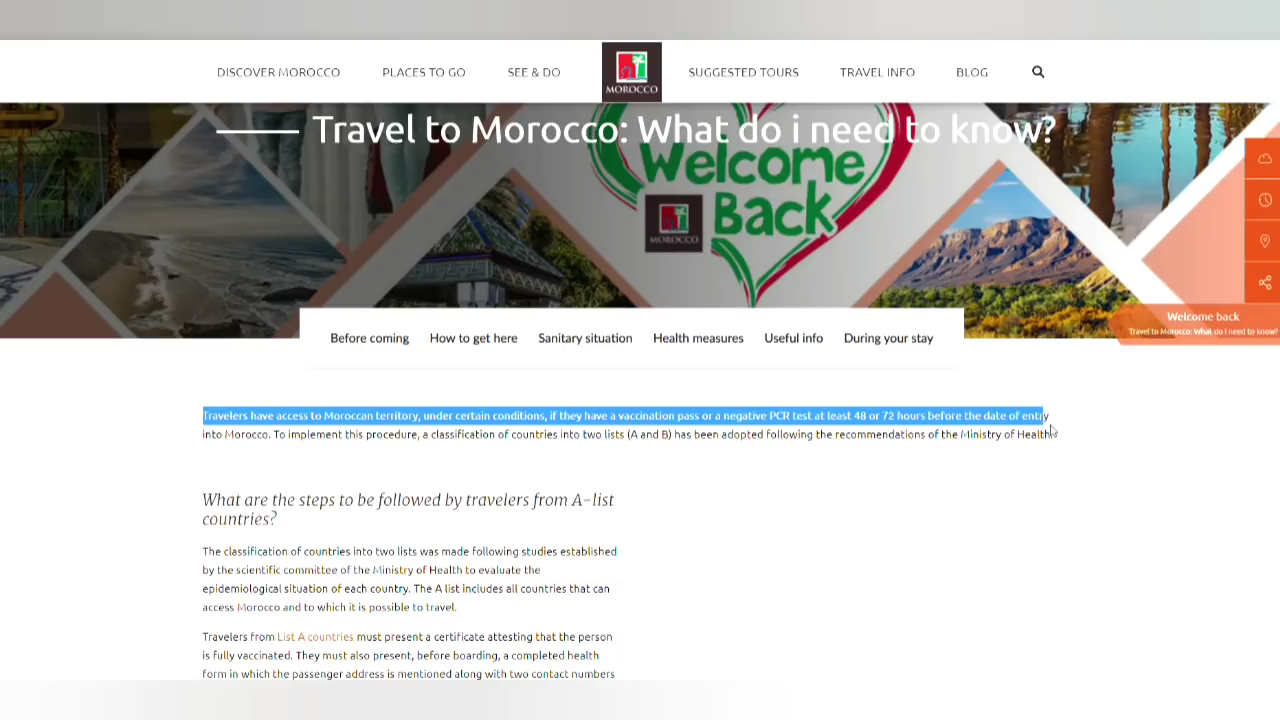 DISCOVER MOROCCO
PLACES TO GO
SEE & DO
MOROCCO
SUGGESTED TOURS
TRAVEL INFO
BLOG
Travel to Morocco: What do i need to know?
Welcome
Back
MOROCCO
Welcome back
Travel to Morocco: What do I need to know?
Before coming
How to get here
Sanitary situation
Health measures
Useful info
During your stay
Travelers have access to Moroccan territory, under certain conditions, if they have a vaccination pass or a negative PCR test at least 48 or 72 hours before the date of entry
into Morocco. To implement this procedure, a classification of countries into two lists (A and B) has been adopted following the recommendations of the Ministry of Health.
What are the steps to be followed by travelers from A-list
countries?
The classification of countries into two lists was made following studies established
by the scientific committee of the Ministry of Health to evaluate the
epidemiological situation of each country. The A list includes all countries that can
access Morocco and to which it is possible to travel.
Travelers from List A countries must present a certificate attesting that the person
is fully vaccinated. They must also present, before boarding, a completed health
form in which the passenger address is mentioned along with two contact numbers